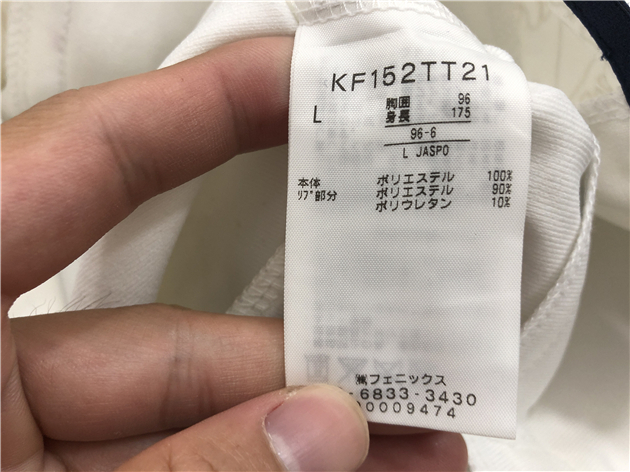 KF152TT21
L 胸囲 96
身長 175
96-6
L JASPO
本体 ポリエステル 100%
リブ部分 ポリエステル 90%
ポリウレタン 10%
㈱フェニックス
-6833-3430
0009474